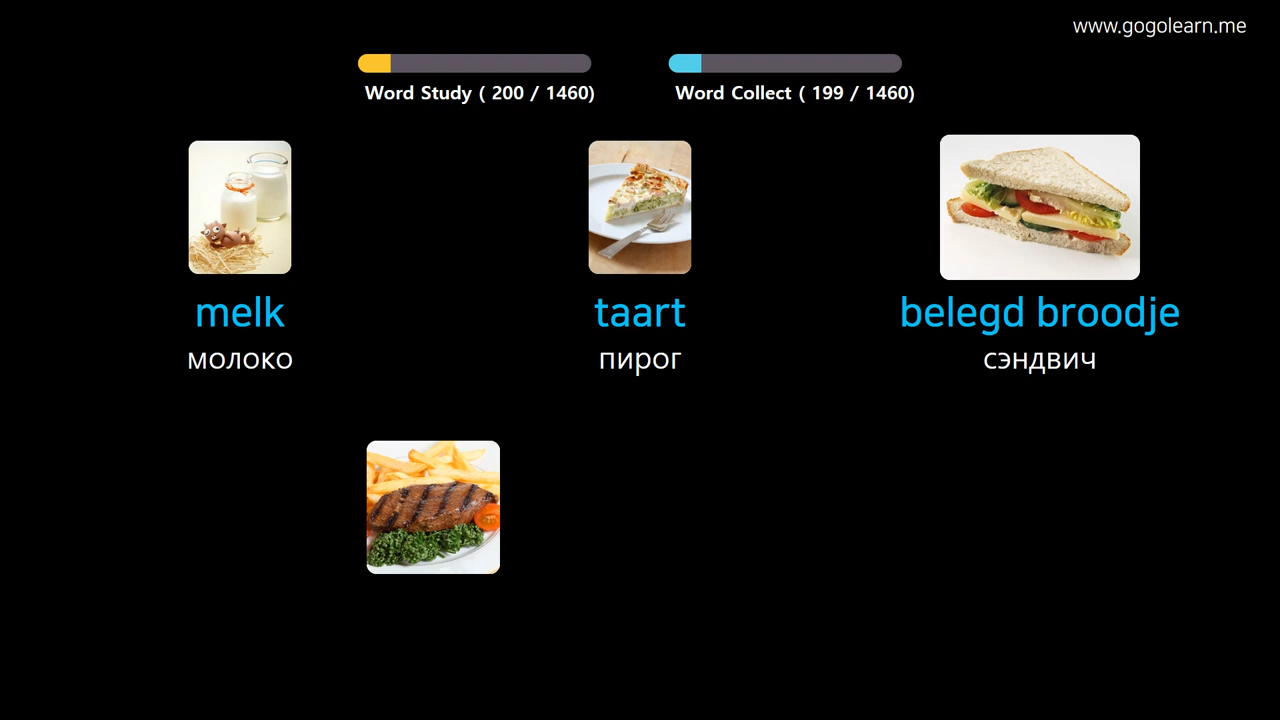 www.gogolearn.me
Word Study ( 200 / 1460)
Word Collect ( 199 / 1460)
melk
молоко
taart
пирог
belegd broodje
сэндвич